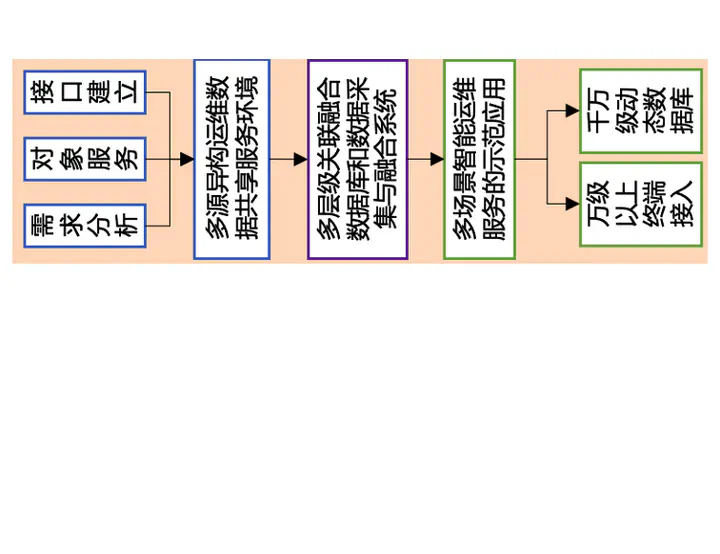 需求分析
对象服务
接口建立
多源异构运维数
据共享服务环境
多层级关联融合
数据库和数据采
集与融合系统
多场景智能运维
服务的示范应用
万级
以上
终端
接入
千万
级动
态数
据库